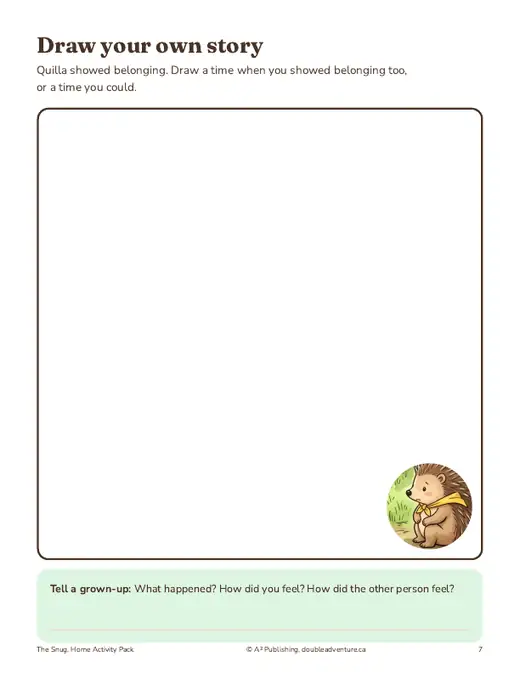 Draw your own story
Quilla showed belonging. Draw a time when you showed belonging too,
or a time you could.
Tell a grown-up: What happened? How did you feel? How did the other person feel?
The Snug. Home Activity Pack
© A² Publishing, doubleadventure.ca
7